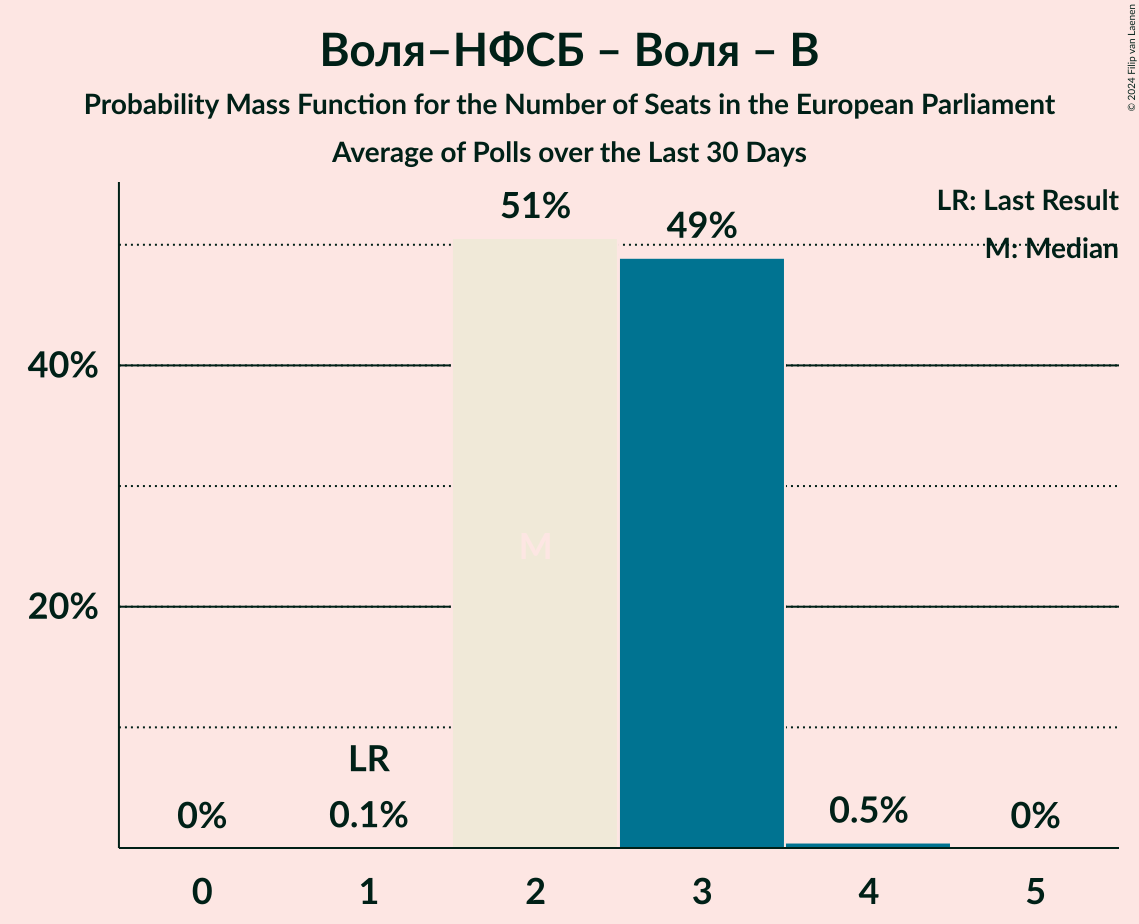 Воля–НФСБ – Воля – В
Probability Mass Function for the Number of Seats in the European Parliament
Average of Polls over the Last 30 Days
© 2024 Filip van Laenen
LR: Last Result
M: Median
51%
49%
40%
M
20%
LR
0%
0.1%
0.5%
0%
0 1 2 3 4 5